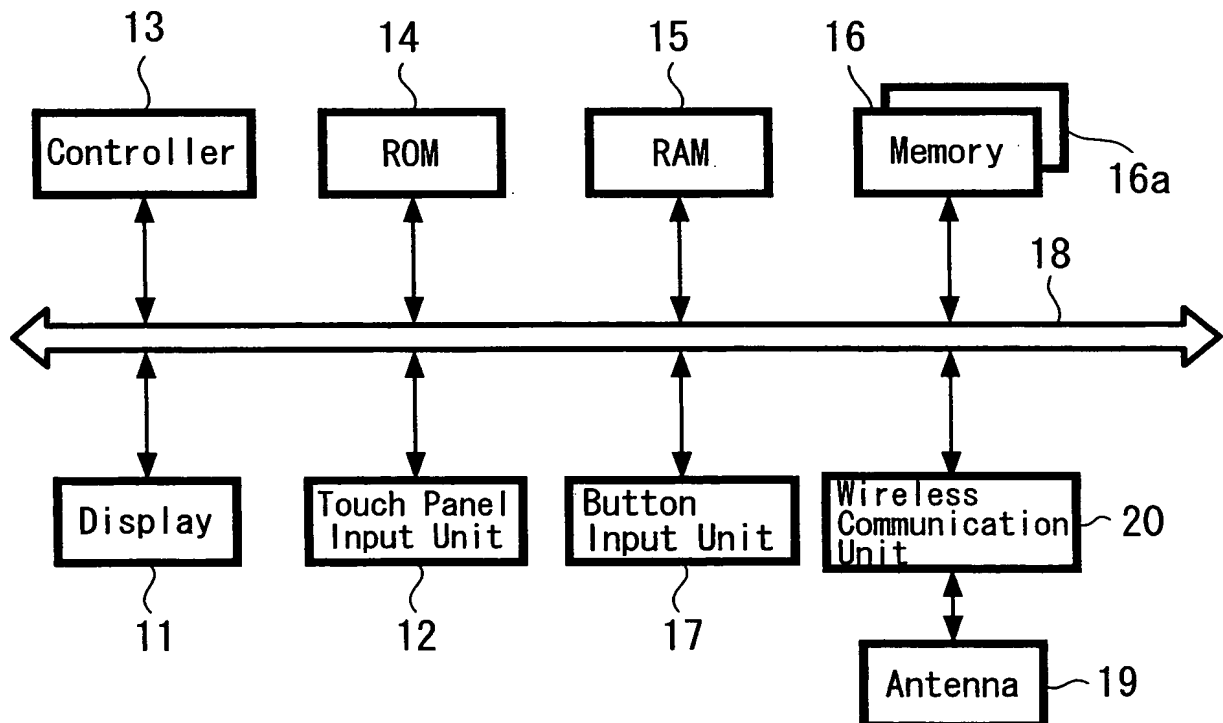 13
14
15
16
Controller
ROM
RAM
Memory
16a
18
Display
Touch Panel
Input Unit
Button
Input Unit
Wireless
Communication
Unit
20
11
12
17
Antenna
19